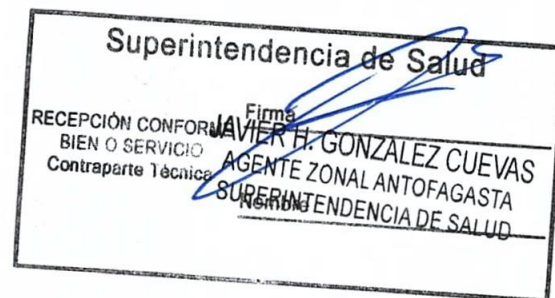 Superintendencia de Salud
Firma
RECEPCIÓN CONFORME
JAVIER H. GONZALEZ CUEVAS
BIEN O SERVICIO
AGENTE ZONAL ANTOFAGASTA
Contraparte Técnica
SUPERINTENDENCIA DE SALUD
Nombre